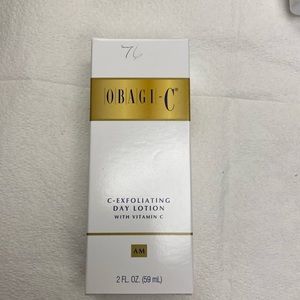 76
OBAGI-C®
C-EXFOLIATING
DAY LOTION
WITH VITAMIN C
AM
2 FL. OZ. (59 mL)